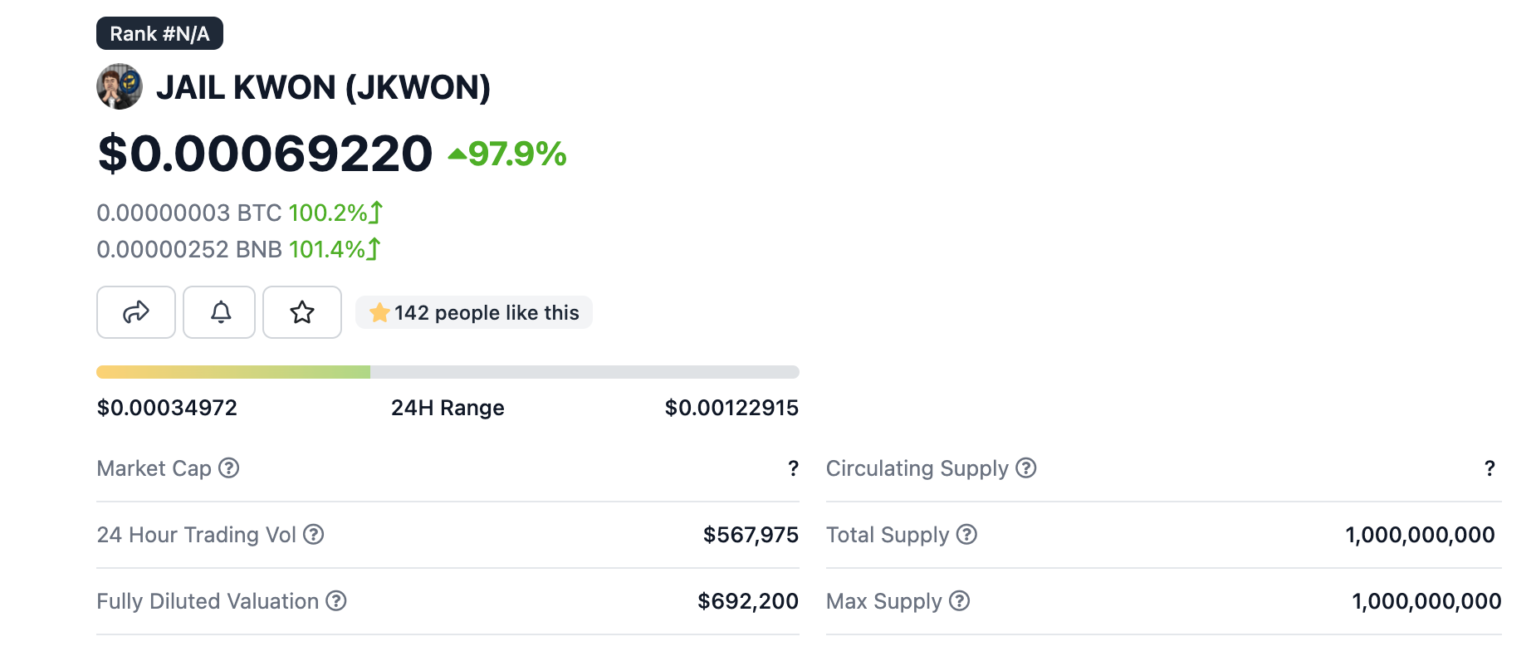 Rank #N/A
JAIL KWON (JKWON)
$0.00069220 97.9%
0.00000003 BTC 100.2%
0.00000252 BNB 101.4%
142 people like this
$0.00034972 24H Range $0.00122915
Market Cap ? ?
Circulating Supply ? ?
24 Hour Trading Vol ? $567,975
Total Supply ? 1,000,000,000
Fully Diluted Valuation ? $692,200
Max Supply ? 1,000,000,000